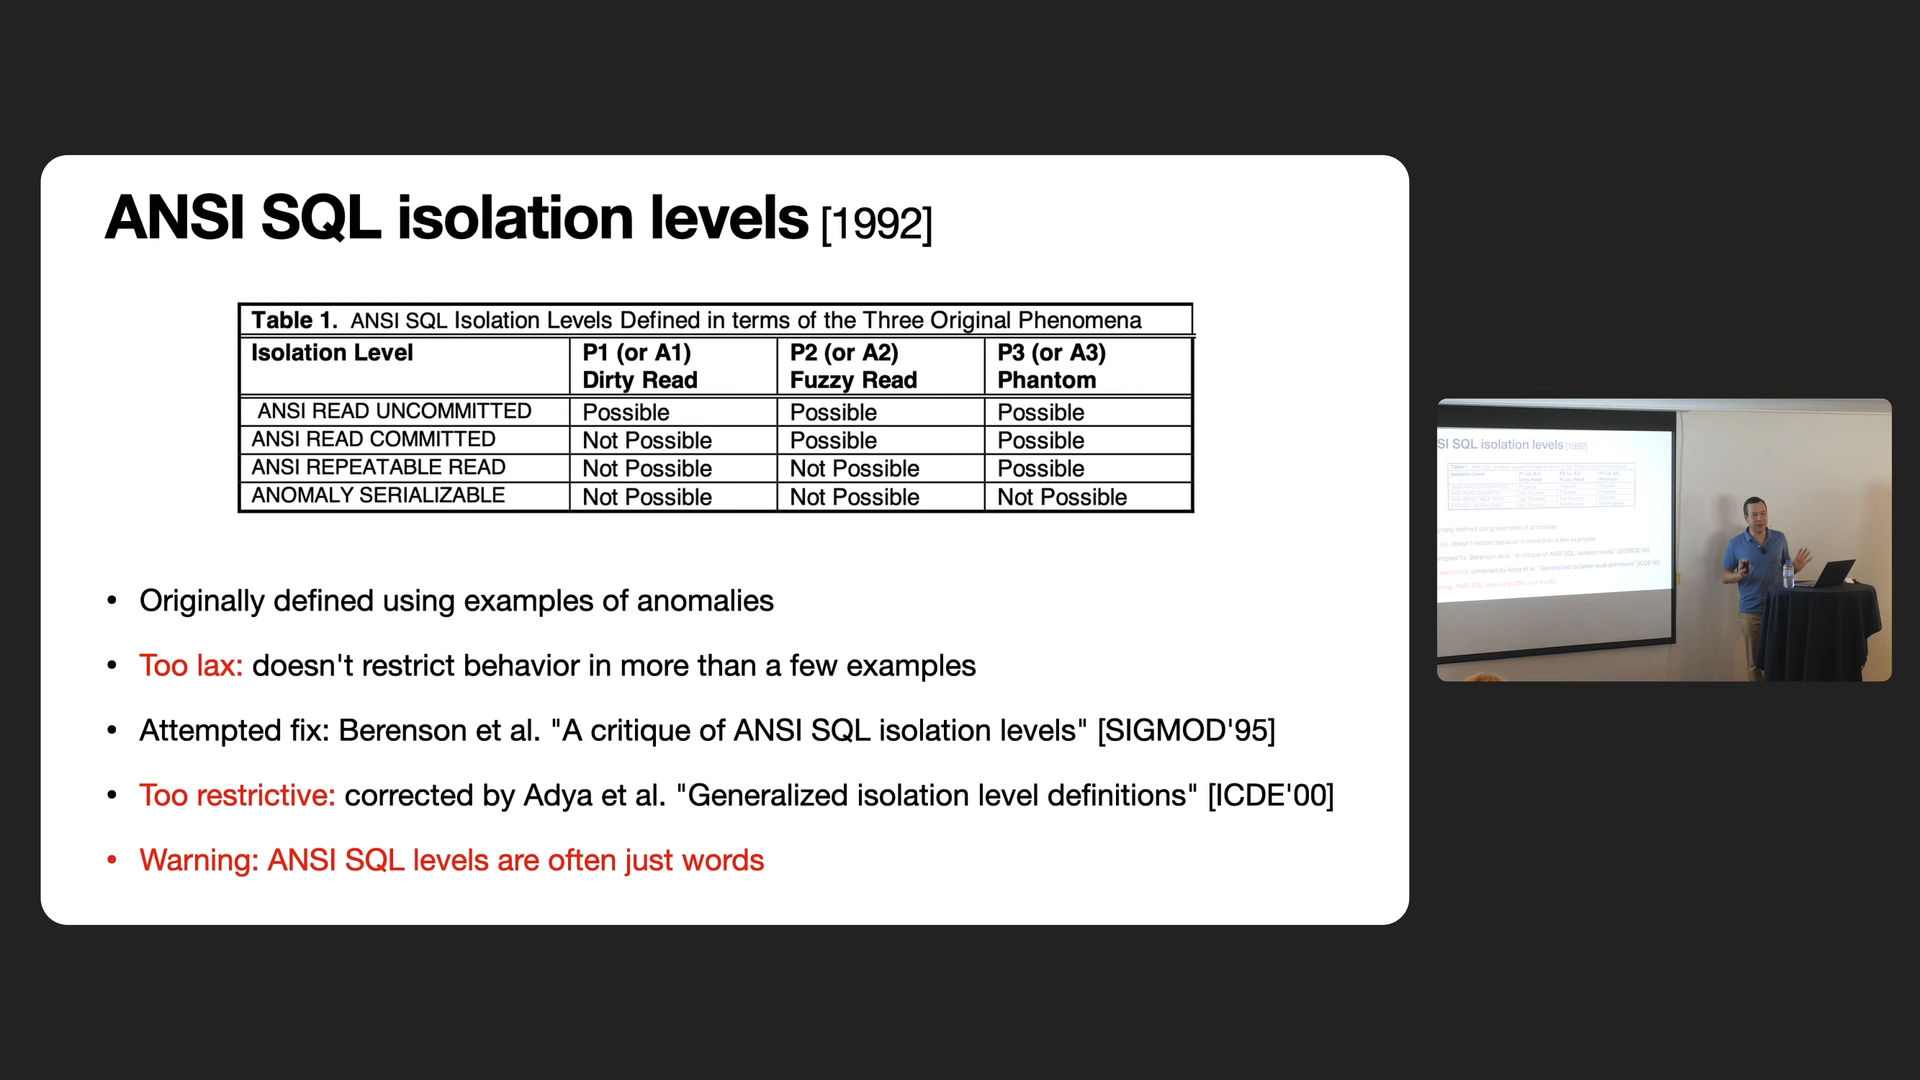 ANSI SQL isolation levels [1992]
Table 1. ANSI SQL Isolation Levels Defined in terms of the Three Original Phenomena
Isolation Level P1 (or A1) Dirty Read P2 (or A2) Fuzzy Read P3 (or A3) Phantom
ANSI READ UNCOMMITTED Possible Possible Possible
ANSI READ COMMITTED Not Possible Possible Possible
ANSI REPEATABLE READ Not Possible Not Possible Possible
ANOMALY SERIALIZABLE Not Possible Not Possible Not Possible
• Originally defined using examples of anomalies
• Too lax: doesn't restrict behavior in more than a few examples
• Attempted fix: Berenson et al. "A critique of ANSI SQL isolation levels" [SIGMOD'95]
• Too restrictive: corrected by Adya et al. "Generalized isolation level definitions" [ICDE'00]
• Warning: ANSI SQL levels are often just words
SI SQL isolation levels [1992]